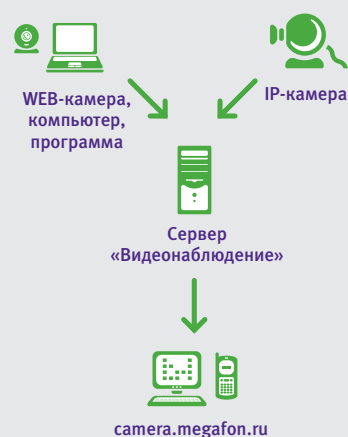 WEB-камера,
компьютер,
программа
IP-камера
Сервер
«Видеонаблюдение»
camera.megafon.ru